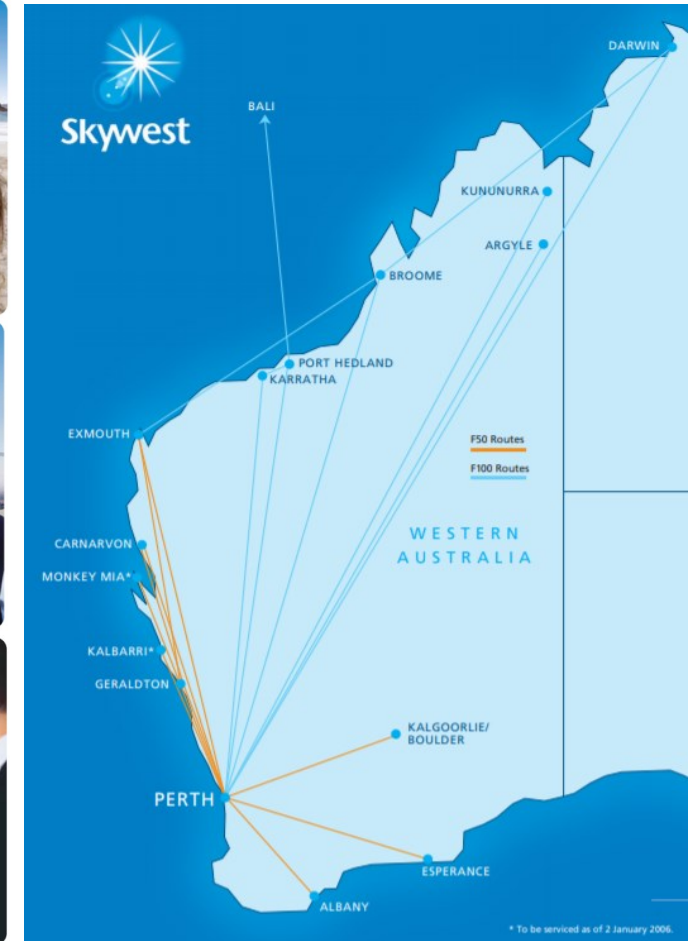 Skywest
DARWIN
BALI
KUNUNURRA
ARGYLE
BROOME
PORT HEDLAND
KARRATHA
EXMOUTH
F50 Routes
F100 Routes
WESTERN
AUSTRALIA
CARNARVON
MONKEY MIA*
KALBARRI*
GERALDTON
KALGOORLIE/
BOULDER
PERTH
ESPERANCE
ALBANY
* To be serviced as of 2 January 2006.